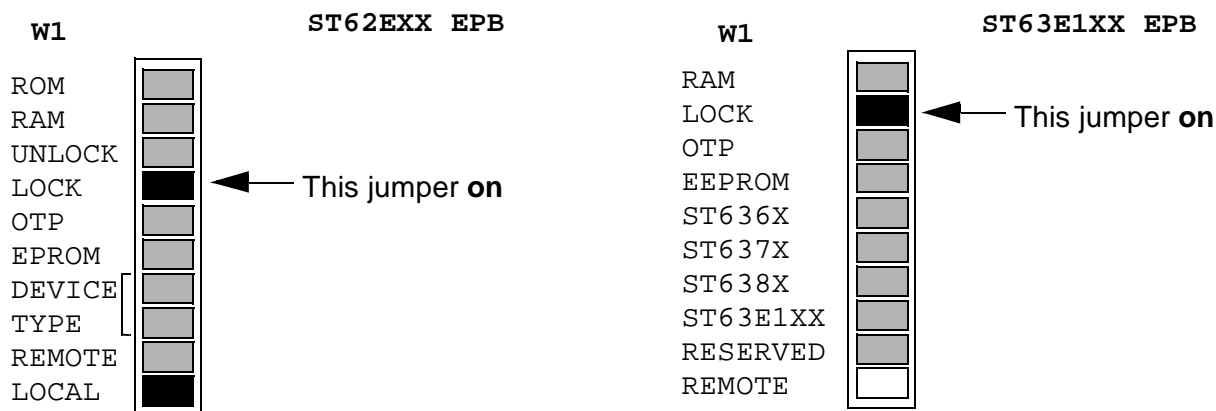 ST62EXX EPB
W1
ROM
RAM
UNLOCK
LOCK
This jumper on
OTP
EPROM
DEVICE
TYPE
REMOTE
LOCAL
ST63E1XX EPB
W1
RAM
LOCK
This jumper on
OTP
EEPROM
ST636X
ST637X
ST638X
ST63E1XX
RESERVED
REMOTE